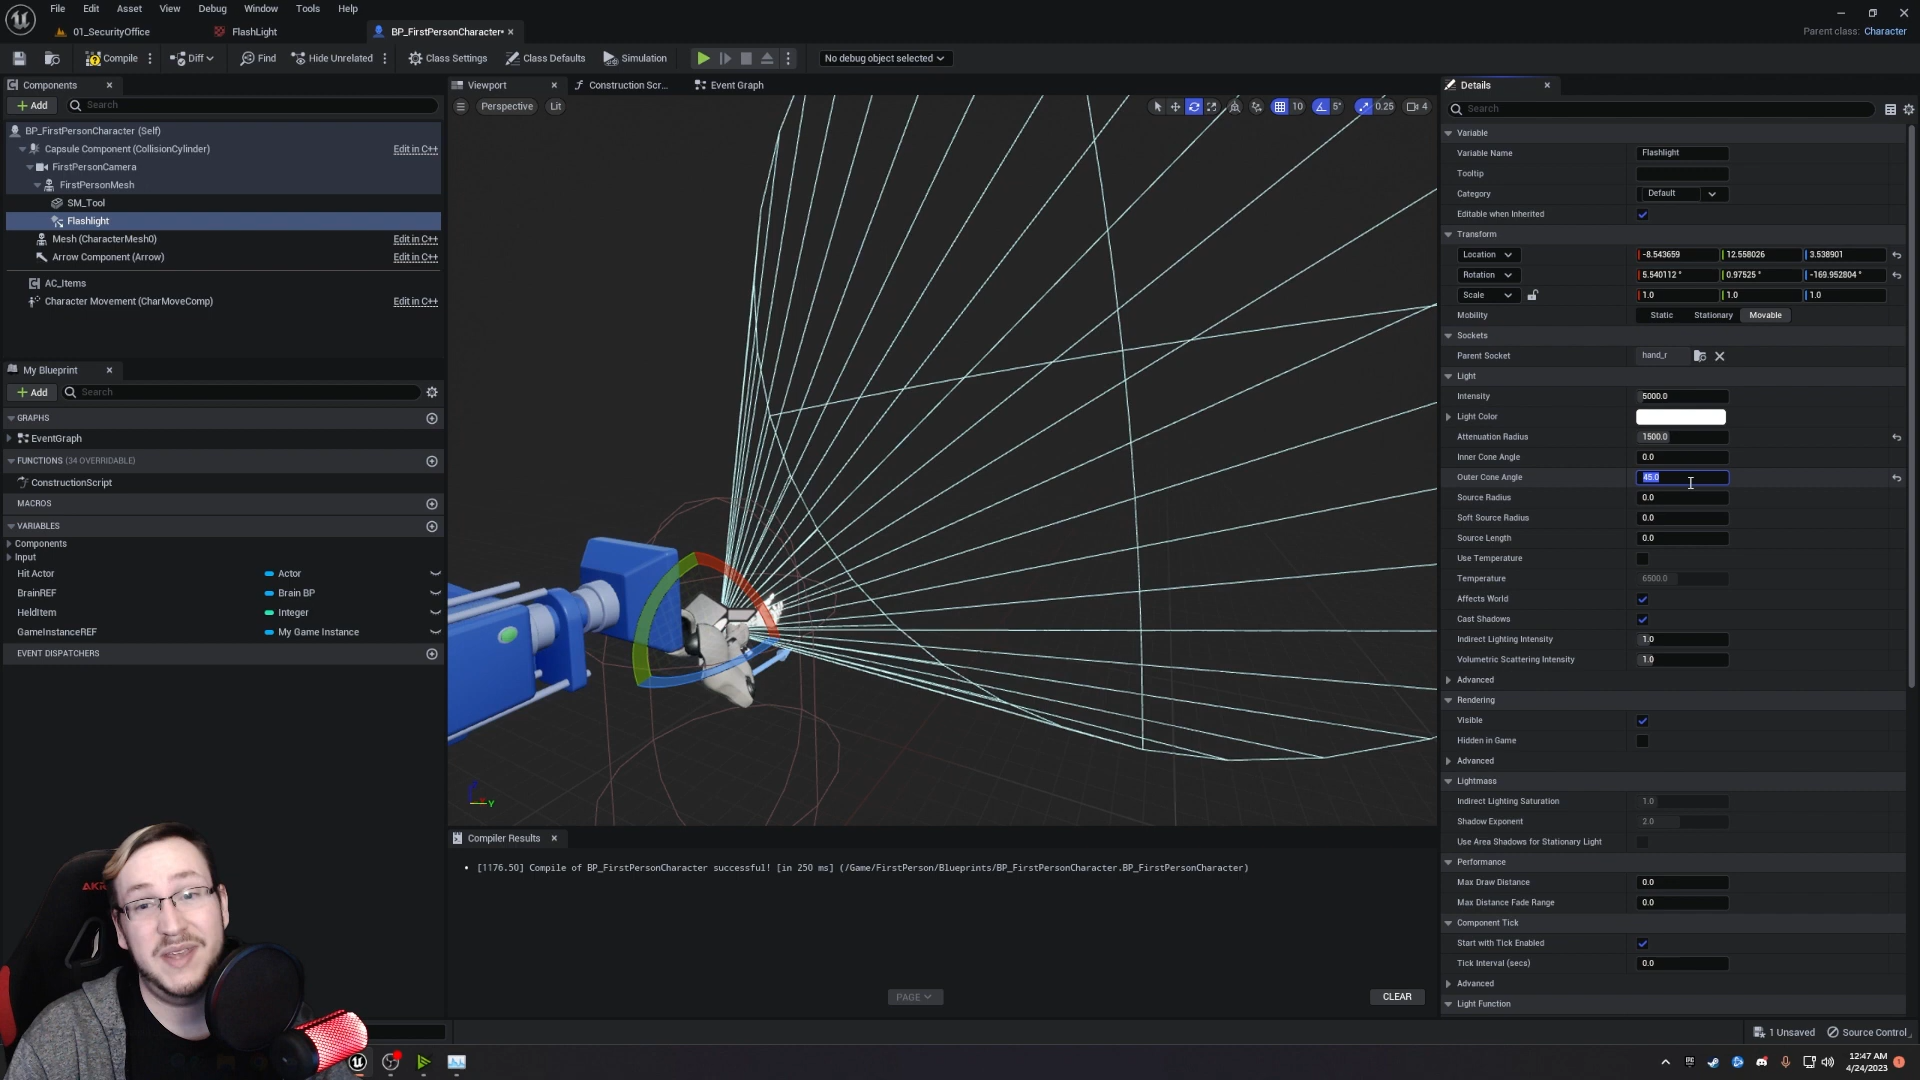 File Edit Asset View Debug Window Tools Help
01_SecurityOffice FlashLight BP_FirstPersonCharacter*
Parent class: Character
Compile Diff Find Hide Unrelated Class Settings Class Defaults Simulation No debug object selected
Components
Add Search
BP_FirstPersonCharacter (Self)
Capsule Component (CollisionCylinder) Edit in C++
FirstPersonCamera
FirstPersonMesh
SM_Tool
Flashlight
Mesh (CharacterMesh0) Edit in C++
Arrow Component (Arrow) Edit in C++
AC_Items
Character Movement (CharMoveComp) Edit in C++
My Blueprint
Add Search
GRAPHS
EventGraph
FUNCTIONS (34 OVERRIDABLE)
ConstructionScript
MACROS
VARIABLES
Components
Input
Hit Actor Actor
BrainREF Brain BP
HeldItem Integer
GameInstanceREF My Game Instance
EVENT DISPATCHERS
Viewport Construction Scr... Event Graph
Perspective Lit 10 5° 0.25 4
Y
Compiler Results
[1176.50] Compile of BP_FirstPersonCharacter successful! [in 250 ms] (/Game/FirstPerson/Blueprints/BP_FirstPersonCharacter.BP_FirstPersonCharacter)
PAGE CLEAR
Details
Search
Variable
Variable Name Flashlight
Tooltip
Category Default
Editable when Inherited
Transform
Location -8.543659 12.558026 3.538901
Rotation 5.540112 ° 0.97525 ° -169.952804 °
Scale 1.0 1.0 1.0
Mobility Static Stationary Movable
Sockets
Parent Socket hand_r
Light
Intensity 5000.0
Light Color
Attenuation Radius 1500.0
Inner Cone Angle 0.0
Outer Cone Angle 45.0
Source Radius 0.0
Soft Source Radius 0.0
Source Length 0.0
Use Temperature
Temperature 6500.0
Affects World
Cast Shadows
Indirect Lighting Intensity 1.0
Volumetric Scattering Intensity 1.0
Advanced
Rendering
Visible
Hidden in Game
Advanced
Lightmass
Indirect Lighting Saturation 1.0
Shadow Exponent 2.0
Use Area Shadows for Stationary Light
Performance
Max Draw Distance 0.0
Max Distance Fade Range 0.0
Component Tick
Start with Tick Enabled
Tick Interval (secs) 0.0
Advanced
Light Function
1 Unsaved Source Control
12:47 AM
4/24/2023